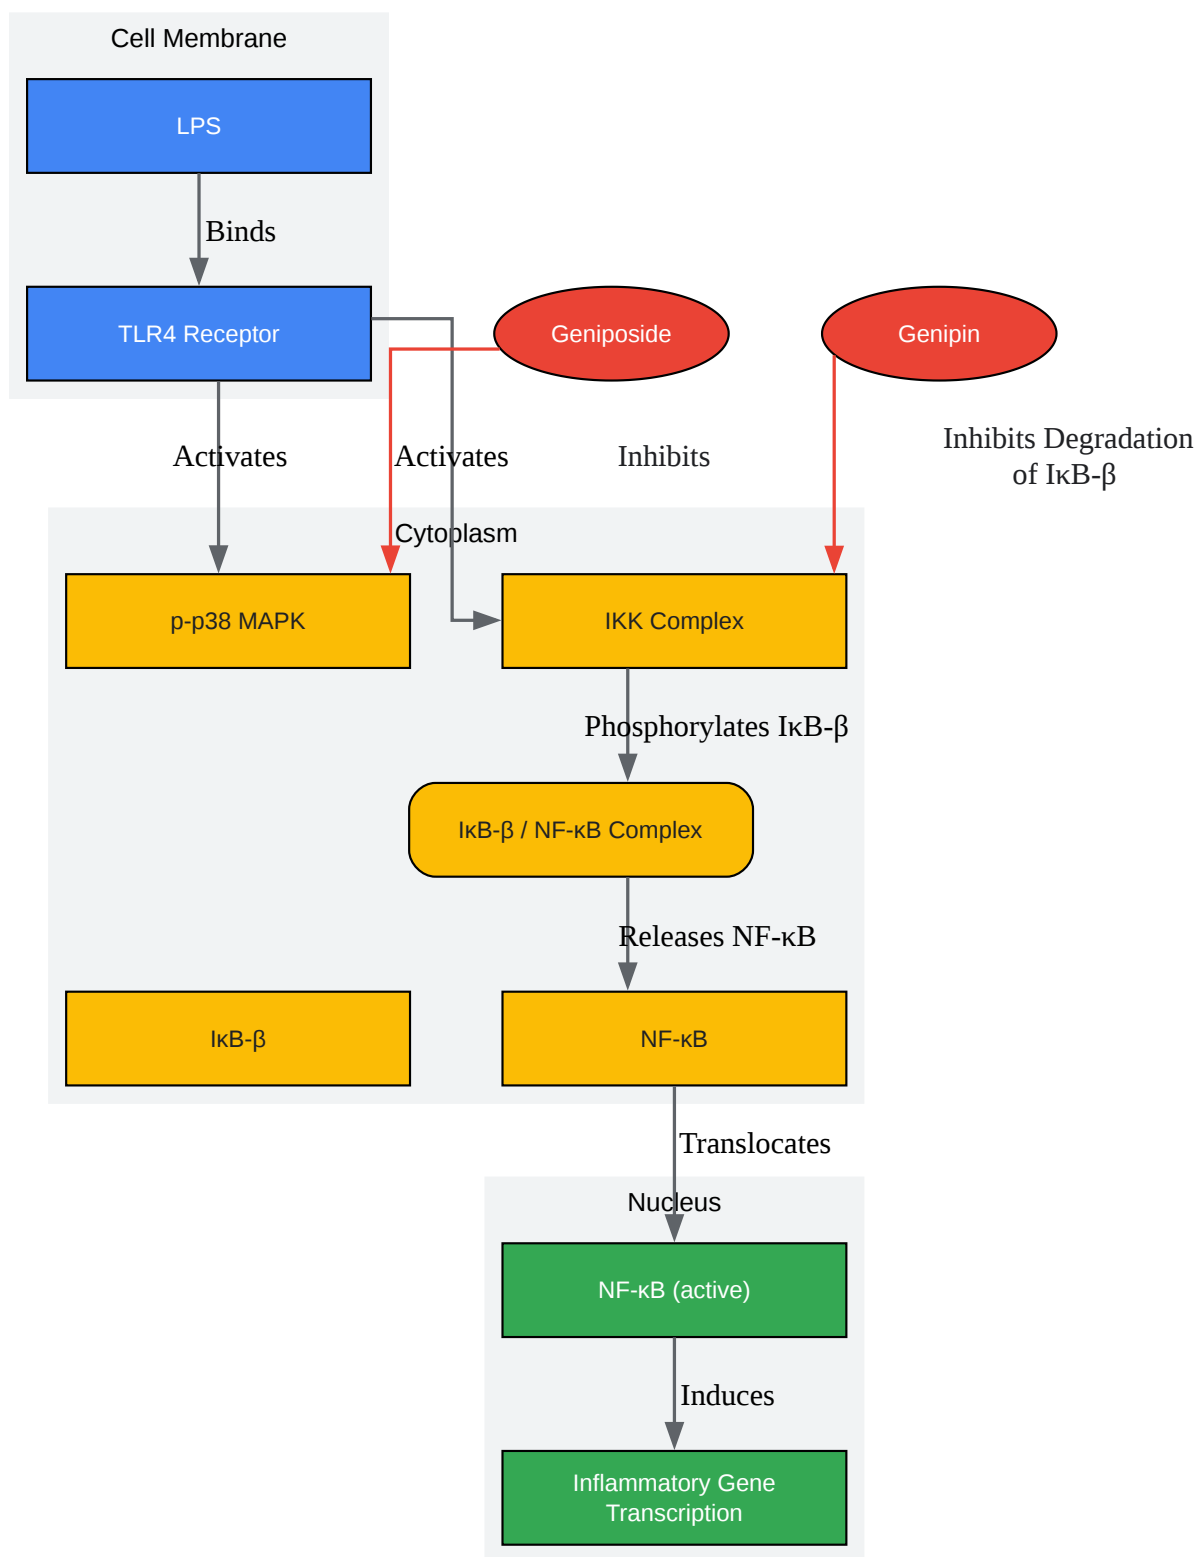 Cell Membrane
LPS
Binds
TLR4 Receptor
Geniposide
Genipin
Activates
Activates
Inhibits
Inhibits Degradation
of IκB-β
Cytoplasm
p-p38 MAPK
IKK Complex
Phosphorylates IκB-β
IκB-β / NF-κB Complex
Releases NF-κB
IκB-β
NF-κB
Translocates
Nucleus
NF-κB (active)
Induces
Inflammatory Gene
Transcription